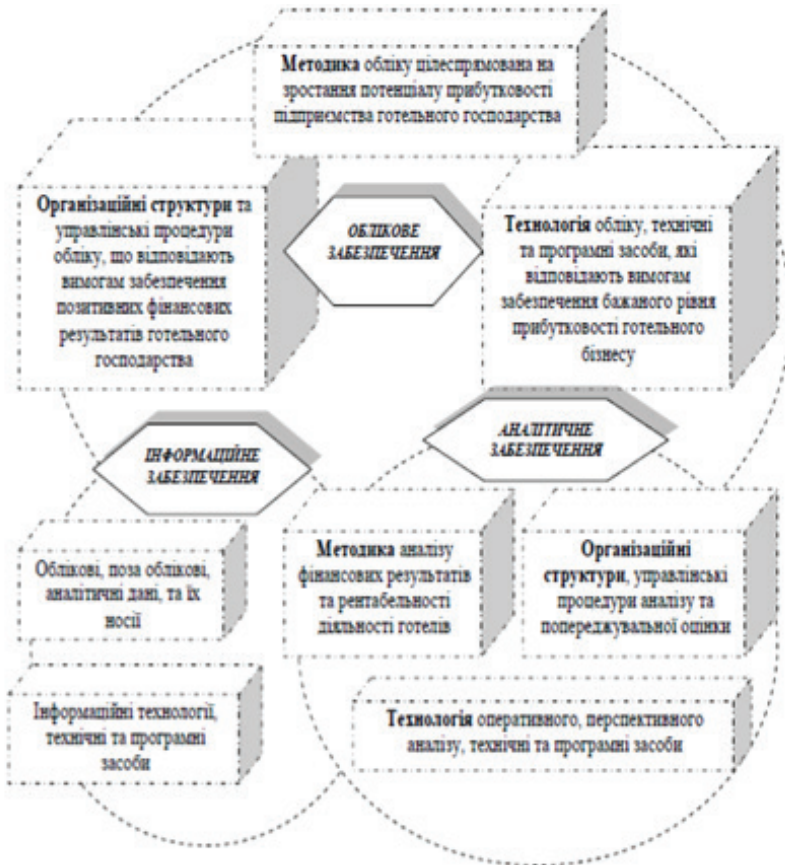 Методика обліку цілеспрямована на
зростання потенціалу прибутковості
підприємства готельного господарства
Організаційні структури та
управлінські процедури
обліку, що відповідають
вимогам забезпечення
позитивних фінансових
результатів готельного
господарства
ОБЛІКОВЕ
ЗАБЕЗПЕЧЕННЯ
Технологія обліку, технічні
та програмні засоби, які
відповідають вимогам
забезпечення бажаного рівня
прибутковості готельного
бізнесу
ІНФОРМАЦІЙНЕ
ЗАБЕЗПЕЧЕННЯ
АНАЛІТИЧНЕ
ЗАБЕЗПЕЧЕННЯ
Облікові, поза облікові,
аналітичні дані, та їх
носії
Методика аналізу
фінансових результатів
та рентабельності
діяльності готелів
Організаційні
структури, управлінські
процедури аналізу та
попереджувальної оцінки
Інформаційні технології,
технічні та програмні
засоби
Технологія оперативного, перспективного
аналізу, технічні та програмні засоби